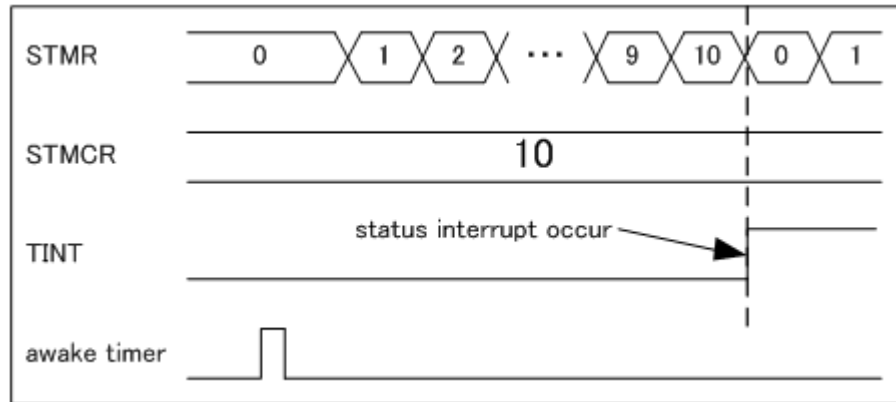 STMR 0 1 2 ··· 9 10 0 1
STMCR 10
status interrupt occur
TINT
awake timer